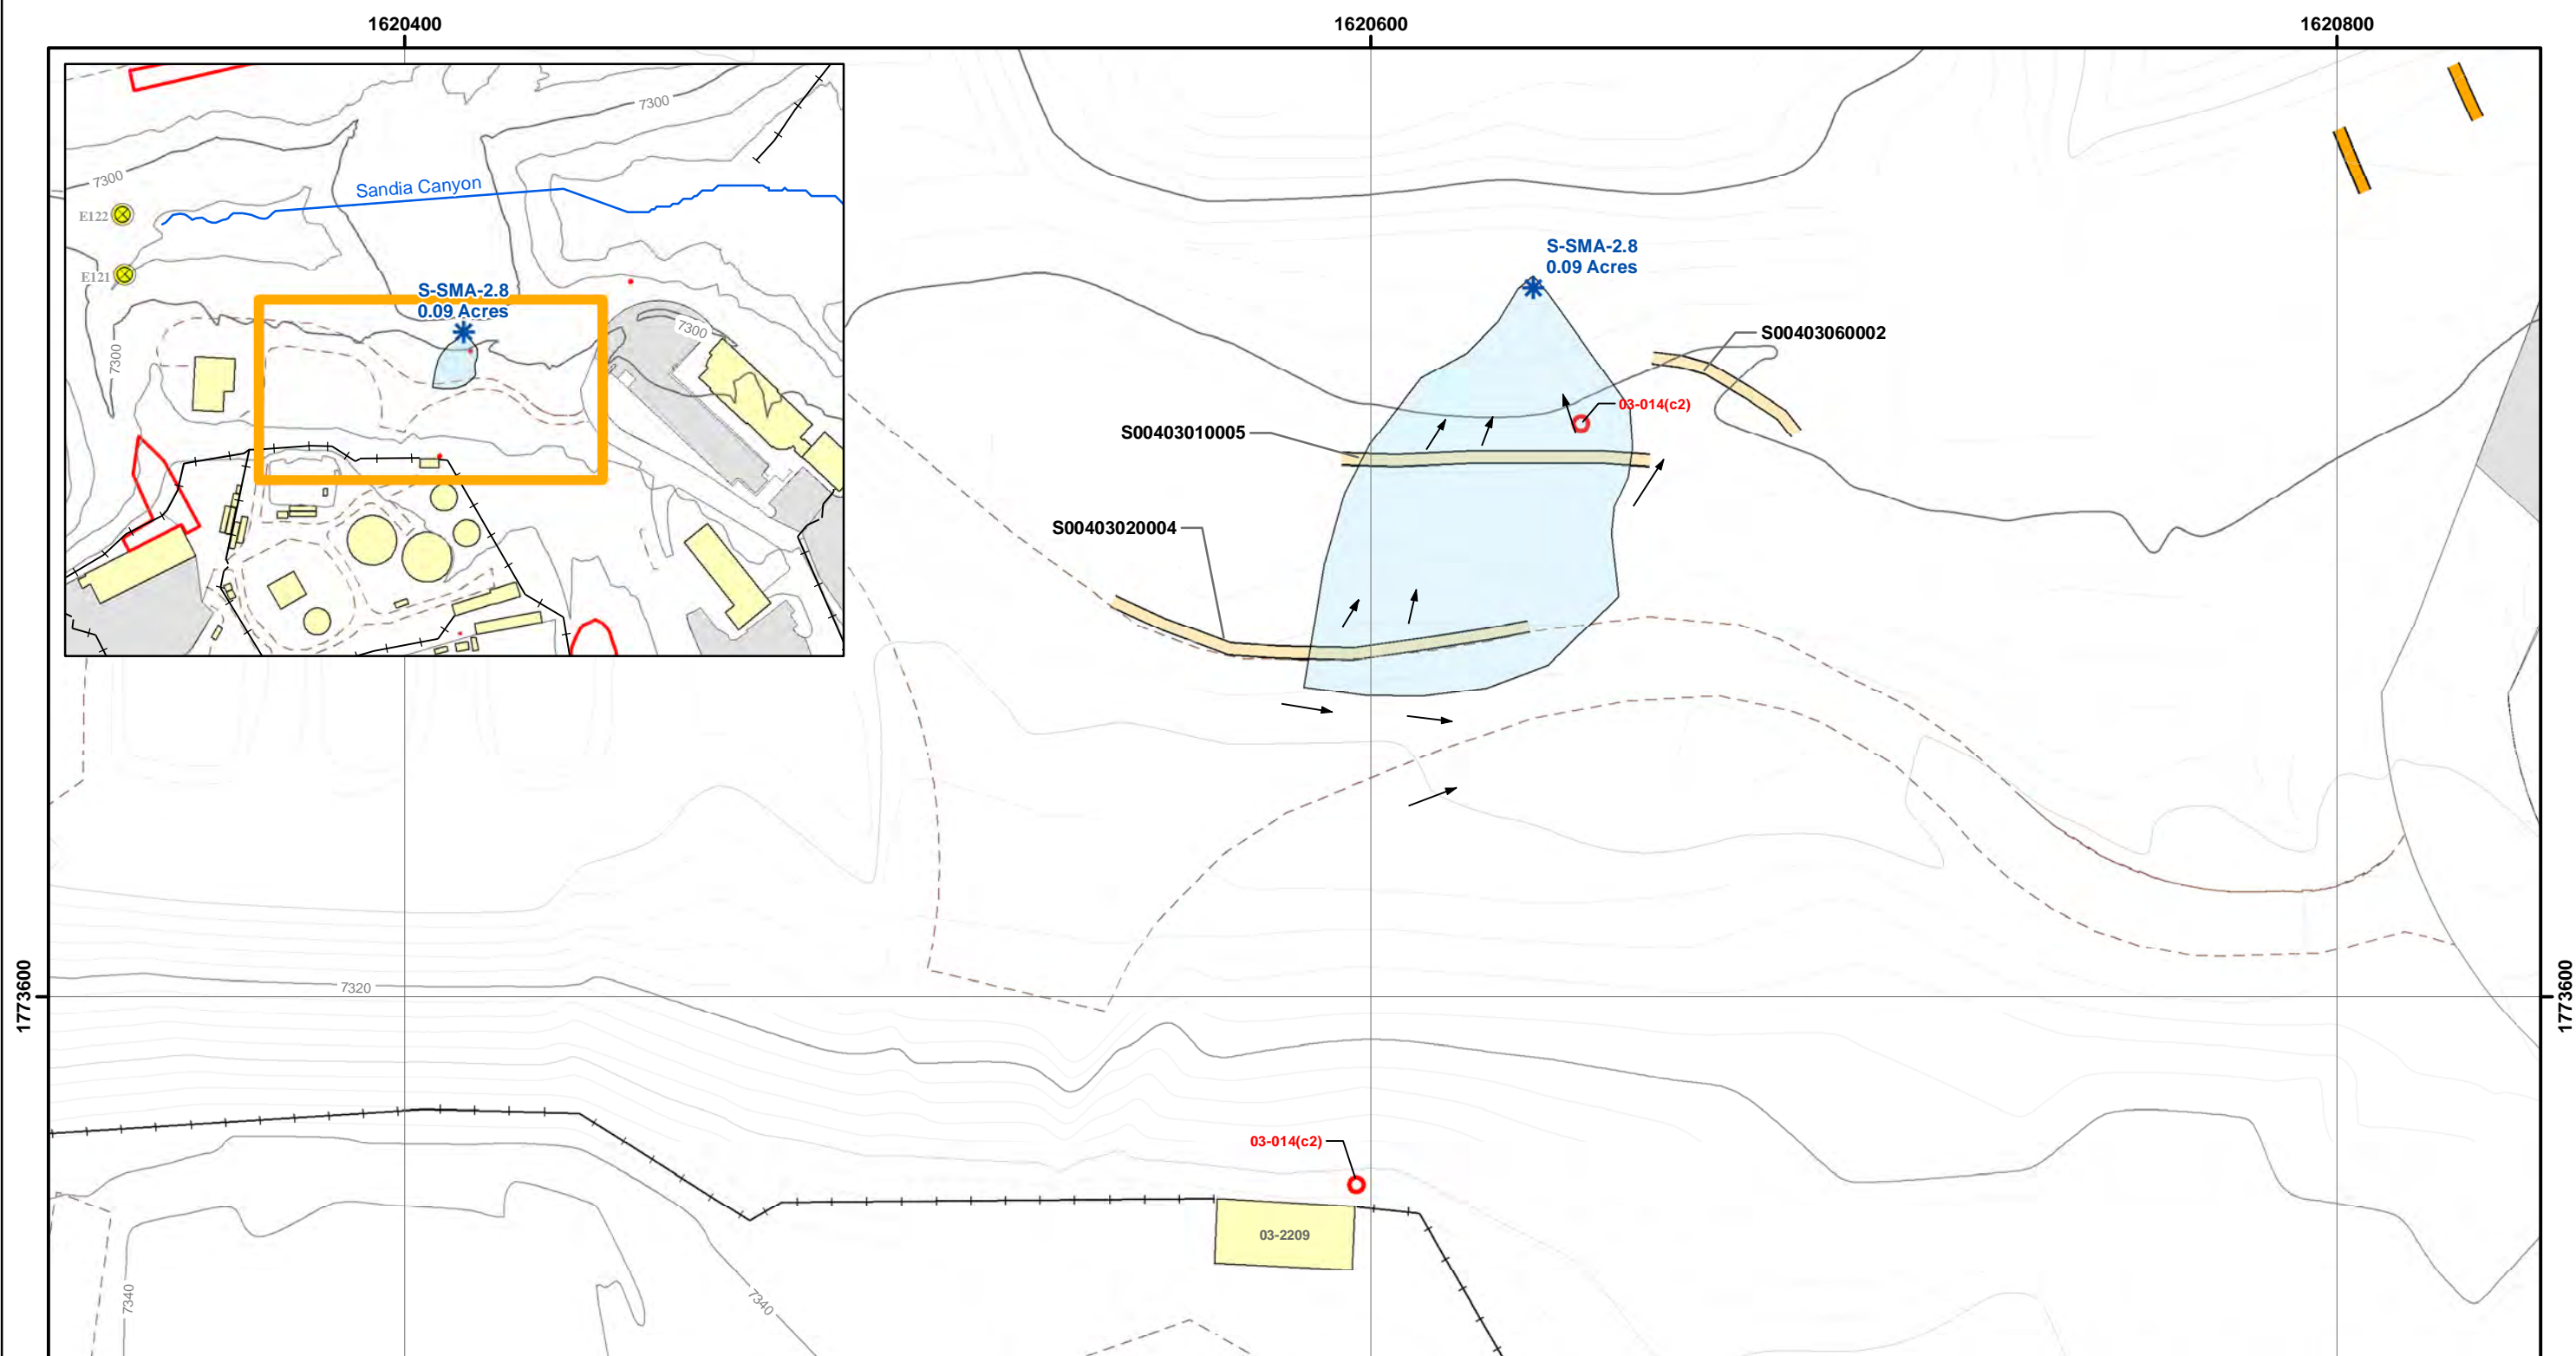 1620400
1620600
1620800
7300
7300
Sandia Canyon
E122
E121
S-SMA-2.8
0.09 Acres
7300
7300
S-SMA-2.8
0.09 Acres
S00403060002
03-014(c2)
S00403010005
S00403020004
1773600
1773600
7320
03-014(c2)
03-2209
7340
7340